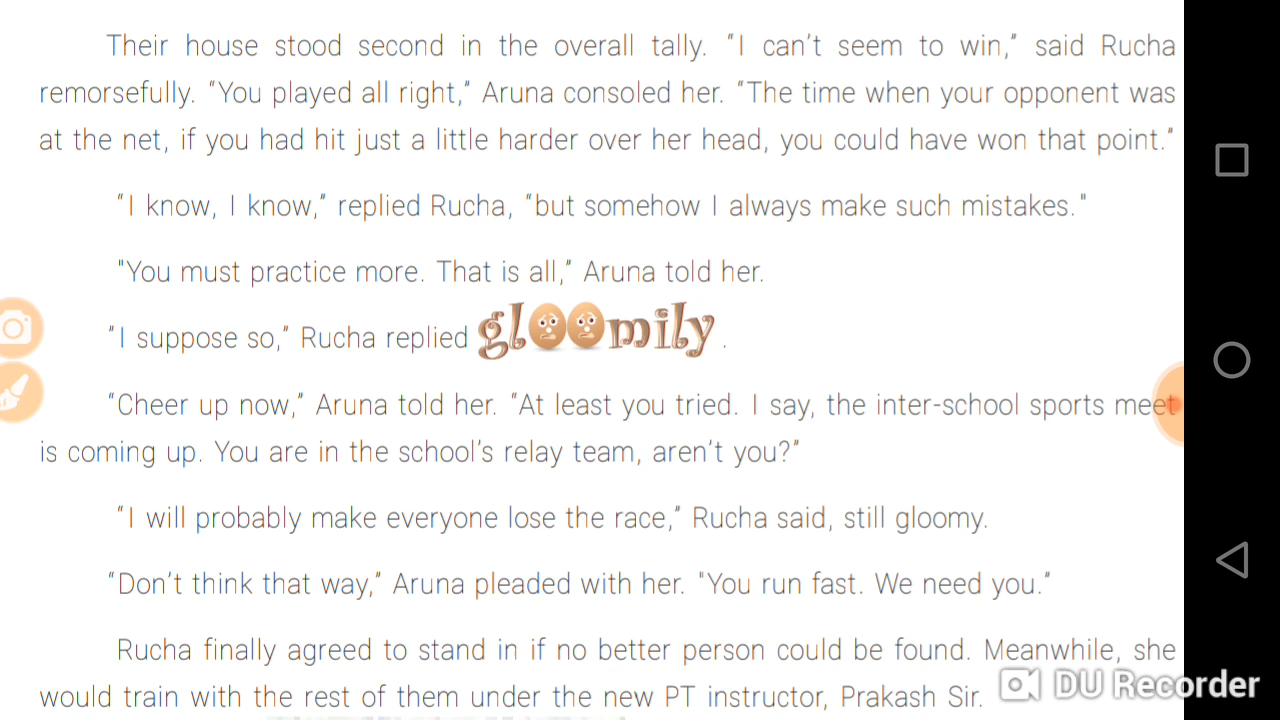 Their house stood second in the overall tally. “I can’t seem to win,” said Rucha
remorsefully. “You played all right,” Aruna consoled her. “The time when your opponent was
at the net, if you had hit just a little harder over her head, you could have won that point.”
“I know, I know,” replied Rucha, “but somehow I always make such mistakes."
"You must practice more. That is all,” Aruna told her.
“I suppose so,” Rucha replied gloomily.
“Cheer up now,” Aruna told her. “At least you tried. I say, the inter-school sports meet
is coming up. You are in the school’s relay team, aren’t you?”
“I will probably make everyone lose the race,” Rucha said, still gloomy.
“Don’t think that way,” Aruna pleaded with her. "You run fast. We need you.”
Rucha finally agreed to stand in if no better person could be found. Meanwhile, she
would train with the rest of them under the new PT instructor, Prakash Sir.
DU Recorder